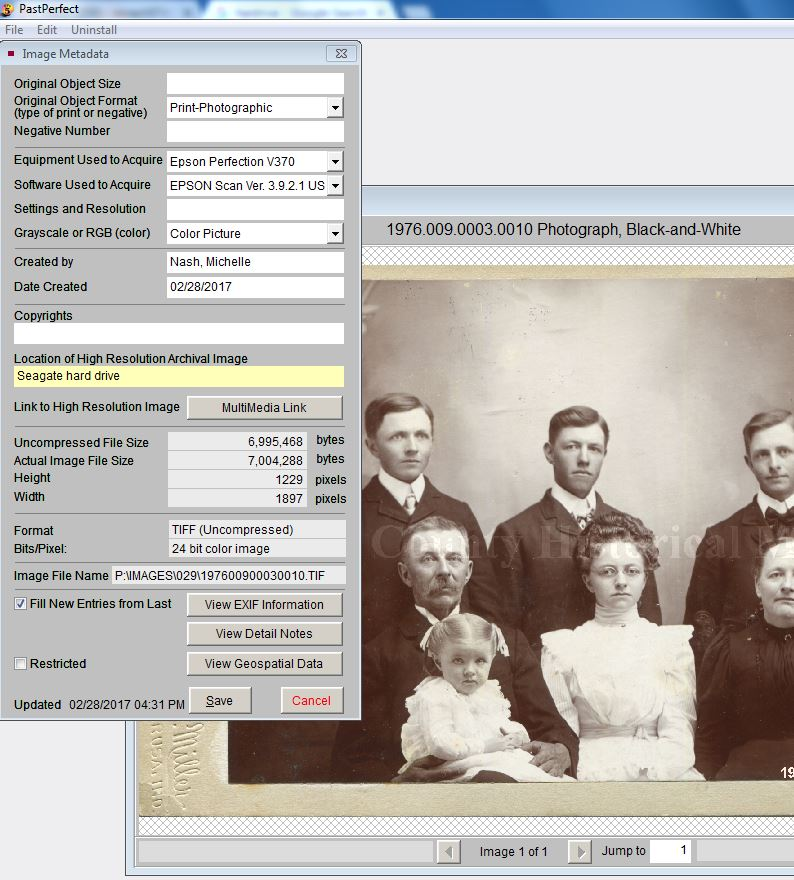 PastPerfect
File Edit Uninstall
Image Metadata
Original Object Size
Original Object Format
(type of print or negative) Print-Photographic
Negative Number
Equipment Used to Acquire Epson Perfection V370
Software Used to Acquire EPSON Scan Ver. 3.9.2.1 US
Settings and Resolution
Grayscale or RGB (color) Color Picture
Created by Nash, Michelle
Date Created 02/28/2017
Copyrights
Location of High Resolution Archival Image
Seagate hard drive
Link to High Resolution Image MultiMedia Link
Uncompressed File Size 6,995,468 bytes
Actual Image File Size 7,004,288 bytes
Height 1229 pixels
Width 1897 pixels
Format TIFF (Uncompressed)
Bits/Pixel: 24 bit color image
Image File Name P:\IMAGES\029\197600900030010.TIF
Fill New Entries from Last View EXIF Information
View Detail Notes
Restricted View Geospatial Data
Updated 02/28/2017 04:31 PM Save Cancel
1976.009.0003.0010 Photograph, Black-and-White
County Historical M
19
Miller
Image 1 of 1 Jump to 1